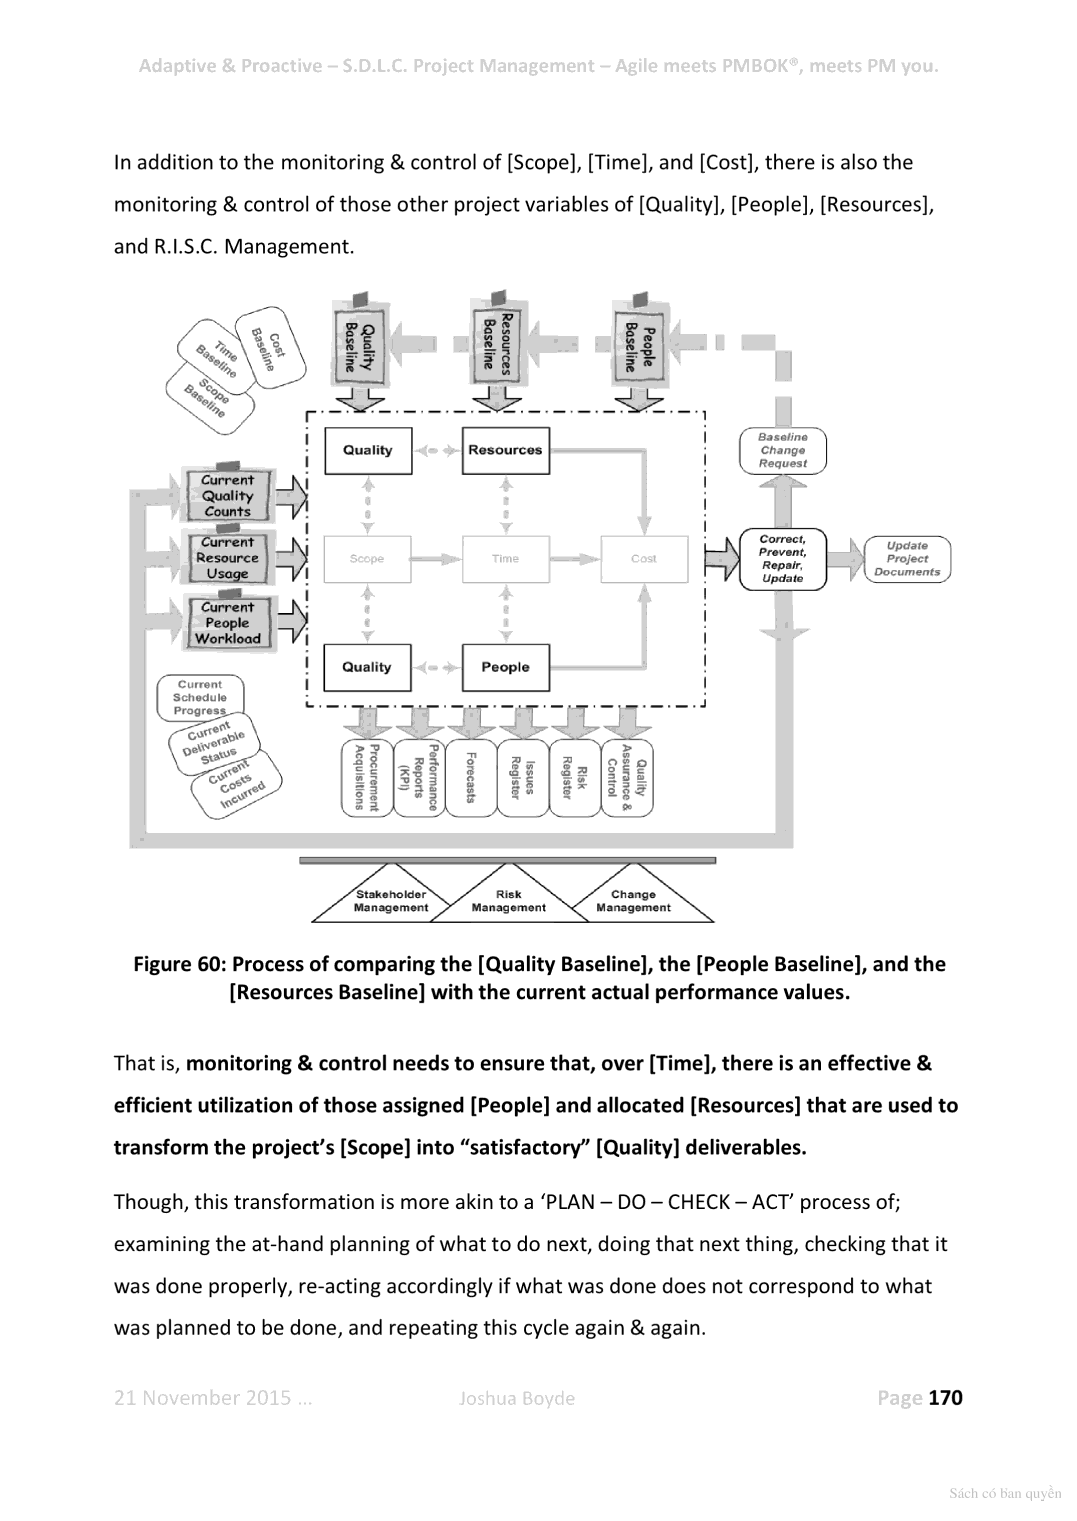 Adaptive & Proactive – S.D.L.C. Project Management – Agile meets PMBOK®, meets PM you.
In addition to the monitoring & control of [Scope], [Time], and [Cost], there is also the
monitoring & control of those other project variables of [Quality], [People], [Resources],
and R.I.S.C. Management.
Time
Baseline
Cost
Baseline
Scope
Baseline
Quality
Baseline
Resources
Baseline
People
Baseline
Baseline
Change
Request
Quality
Resources
Current
Quality
Counts
Current
Resource
Usage
Current
People
Workload
Scope
Time
Cost
Correct,
Prevent,
Repair,
Update
Update
Project
Documents
Quality
People
Current
Schedule
Progress
Current
Deliverable
Status
Current
Costs
Incurred
Procurement
Acquisitions
Performance
Reports
(KPI)
Forecasts
Issues
Register
Risk
Register
Quality
Assurance &
Control
Stakeholder
Management
Risk
Management
Change
Management
Figure 60: Process of comparing the [Quality Baseline], the [People Baseline], and the
[Resources Baseline] with the current actual performance values.
That is, monitoring & control needs to ensure that, over [Time], there is an effective &
efficient utilization of those assigned [People] and allocated [Resources] that are used to
transform the project’s [Scope] into “satisfactory” [Quality] deliverables.
Though, this transformation is more akin to a ‘PLAN – DO – CHECK – ACT’ process of;
examining the at-hand planning of what to do next, doing that next thing, checking that it
was done properly, re-acting accordingly if what was done does not correspond to what
was planned to be done, and repeating this cycle again & again.
21 November 2015 ... Joshua Boyde Page 170
Sách có bản quyền